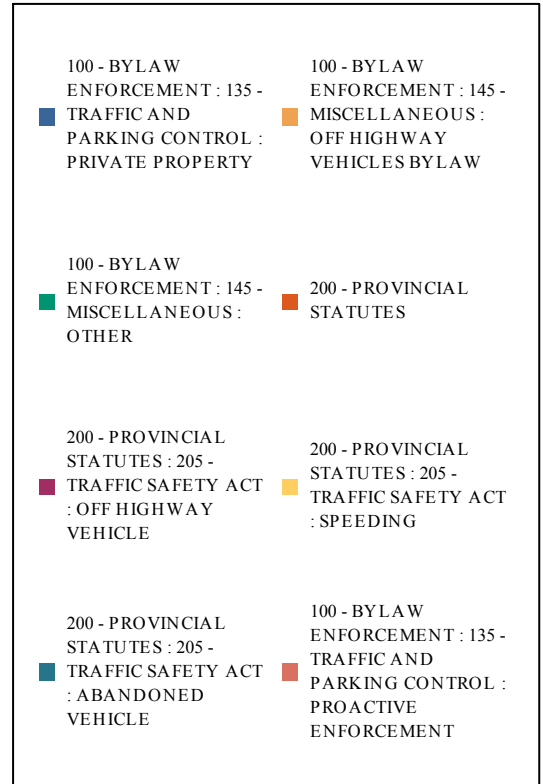 100 - BYLAW
ENFORCEMENT : 135 -
TRAFFIC AND
PARKING CONTROL :
PRIVATE PROPERTY
100 - BYLAW
ENFORCEMENT : 145 -
MISCELLANEOUS :
OFF HIGHWAY
VEHICLES BYLAW
100 - BYLAW
ENFORCEMENT : 145 -
MISCELLANEOUS :
OTHER
200 - PROVINCIAL
STATUTES
200 - PROVINCIAL
STATUTES : 205 -
TRAFFIC SAFETY ACT
: OFF HIGHWAY
VEHICLE
200 - PROVINCIAL
STATUTES : 205 -
TRAFFIC SAFETY ACT
: SPEEDING
200 - PROVINCIAL
STATUTES : 205 -
TRAFFIC SAFETY ACT
: ABANDONED
VEHICLE
100 - BYLAW
ENFORCEMENT : 135 -
TRAFFIC AND
PARKING CONTROL :
PROACTIVE
ENFORCEMENT